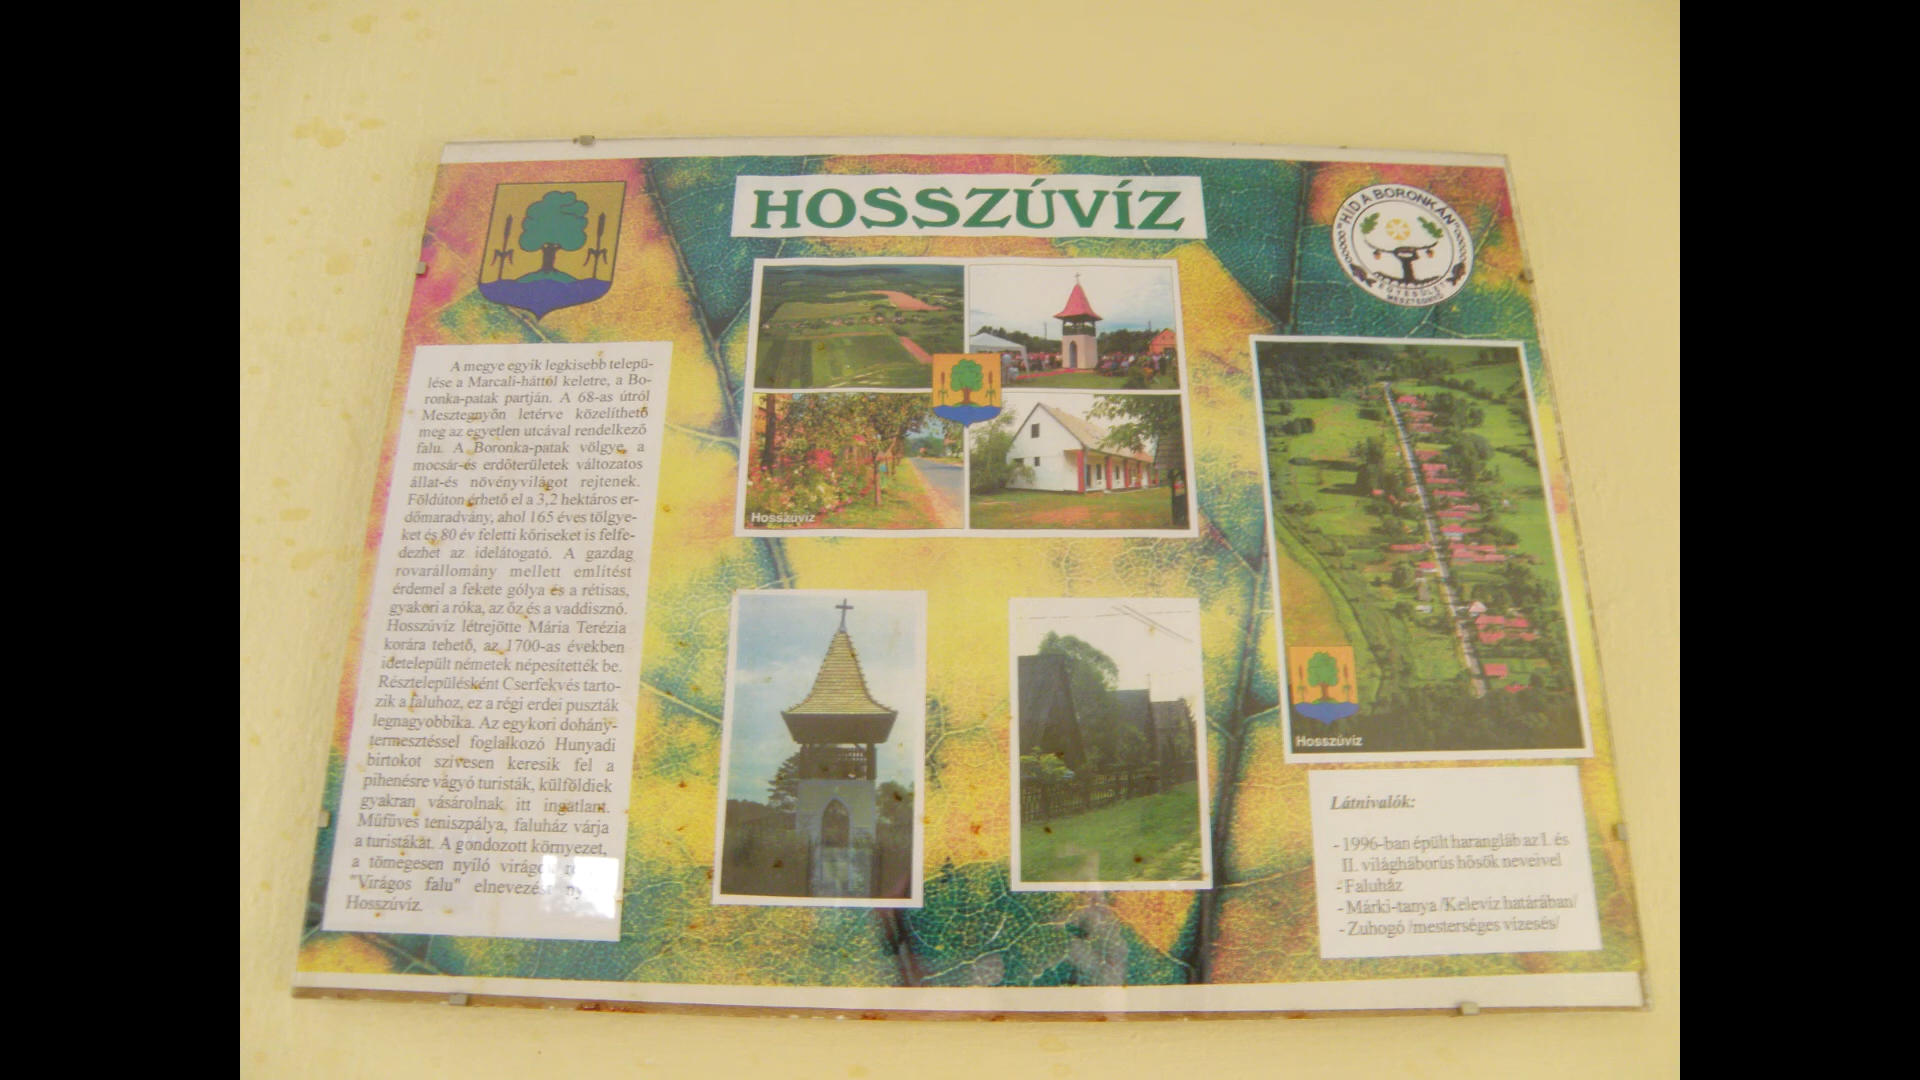 HOSSZÚVÍZ
"HÍD A BORONKÁN"
EGYESÜLET
MESZTEGNYŐ
A megye egyik legkisebb telepü-
lése a Marcali-háttól keletre, a Bo-
ronka-patak partján. A 68-as útról
Mesztegnyőn letérve közelíthető
meg az egyetlen utcával rendelkező
falu. A Boronka-patak völgye, a
mocsár-és erdőterületek változatos
állat-és növényvilágot rejtenek.
Földúton érhető el a 3,2 hektáros er-
dőmaradvány, ahol 165 éves tölgye-
ket és 80 év feletti kőriseket is felfe-
dezhet az idelátogató. A gazdag
rovarállomány mellett említést
érdemel a fekete gólya és a rétisas,
gyakori a róka, az őz és a vaddisznó.
Hosszúvíz létrejötte Mária Terézia
korára tehető, az 1700-as években
idetelepült németek népesítették be.
Résztelepülésként Cserfekvés tarto-
zik a faluhoz, ez a régi erdei puszták
legnagyobbika. Az egykori dohány-
termesztéssel foglalkozó Hunyadi
birtokot szívesen keresik fel a
pihenésre vágyó turisták, külföldiek
gyakran vásárolnak itt ingatlant.
Műfüves teniszpálya, faluház várja
a turistákat. A gondozott környezet,
a tömegesen nyíló
"Virágos falu"
Hosszúvíz.
Hosszúvíz
Hosszúvíz
Látnivalók:
- 1996-ban épült harangláb az I. és
II. világháborús hősök neveivel
- Faluház
- Márki-tanya /Kelevíz határában/
- Zuhogó /mesterséges vízesés/